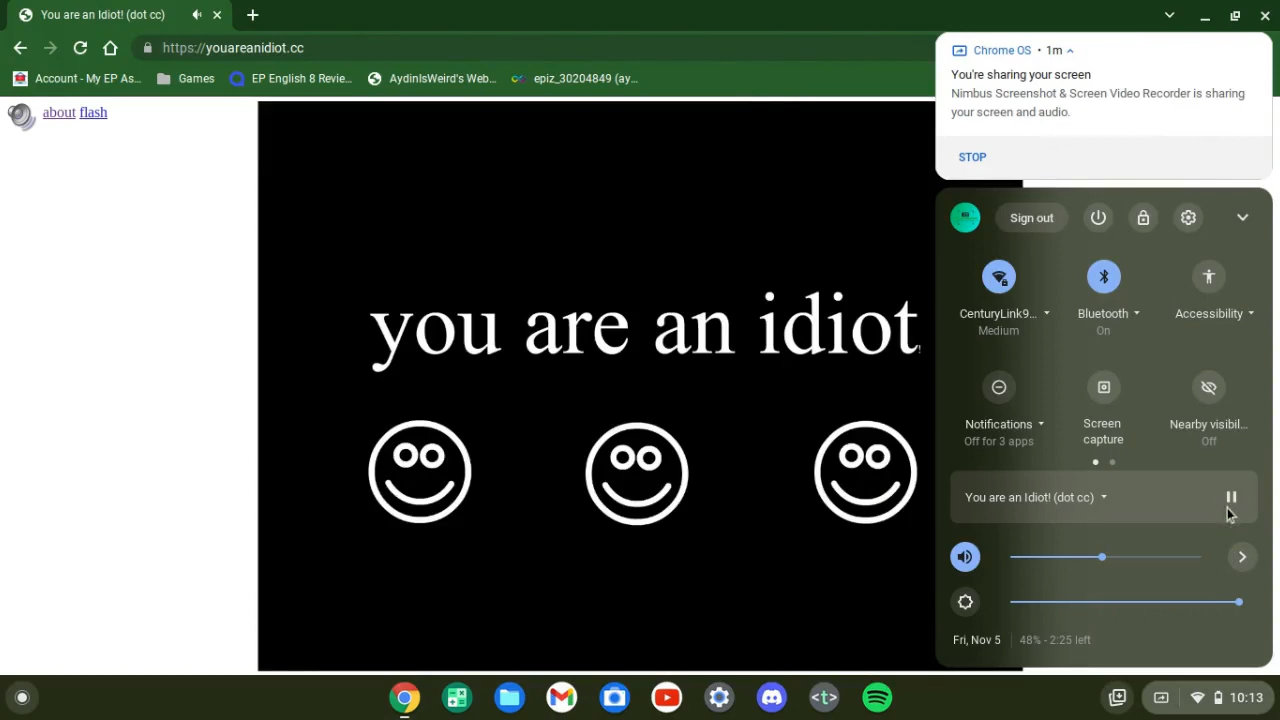 You are an Idiot! (dot cc)
https://youareanidiot.cc
Account - My EP As...
Games
EP English 8 Revie...
AydinIsWeird's Web...
epiz_30204849 (ay...
about flash
you are an idiot!
Chrome OS • 1m
You're sharing your screen
Nimbus Screenshot & Screen Video Recorder is sharing
your screen and audio.
STOP
Sign out
CenturyLink9...
Medium
Bluetooth
On
Accessibility
Notifications
Off for 3 apps
Screen
capture
Nearby visibil...
Off
You are an Idiot! (dot cc)
Fri, Nov 5
48% - 2:25 left
<t>
10:13